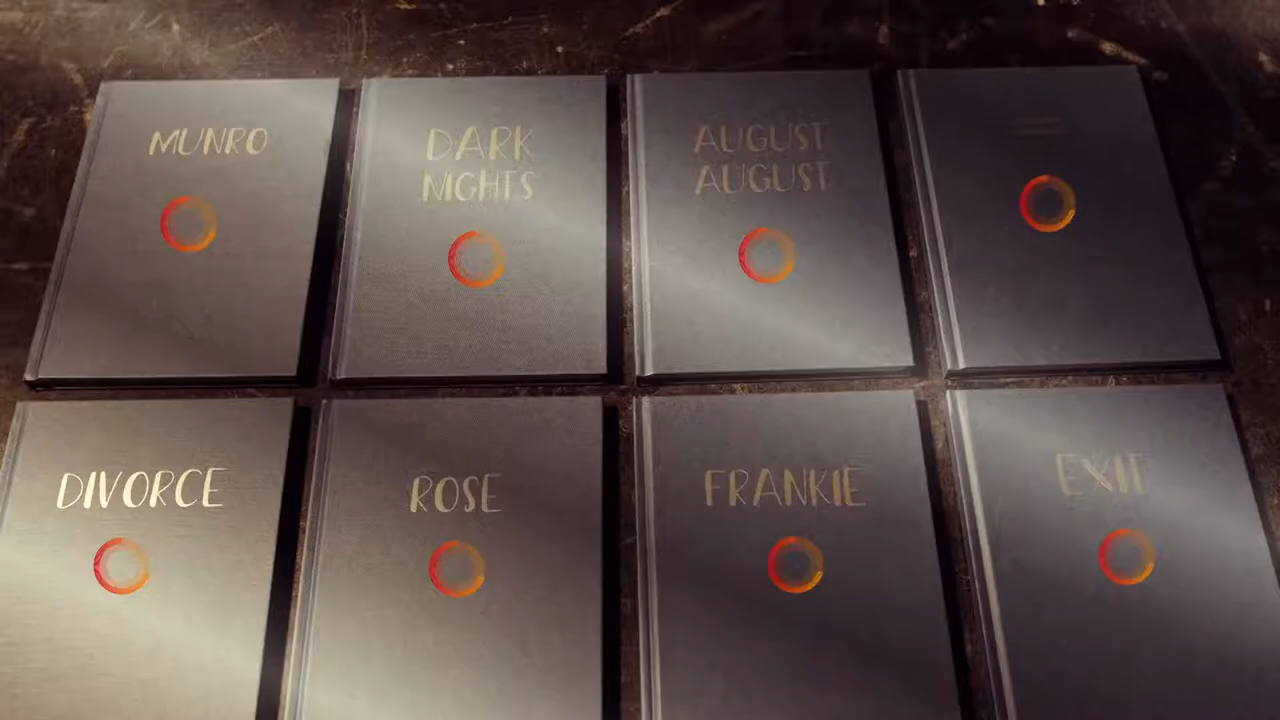 MUNRO
DARK
NIGHTS
AUGUST
AUGUST
DIVORCE
ROSE
FRANKIE
EXIT